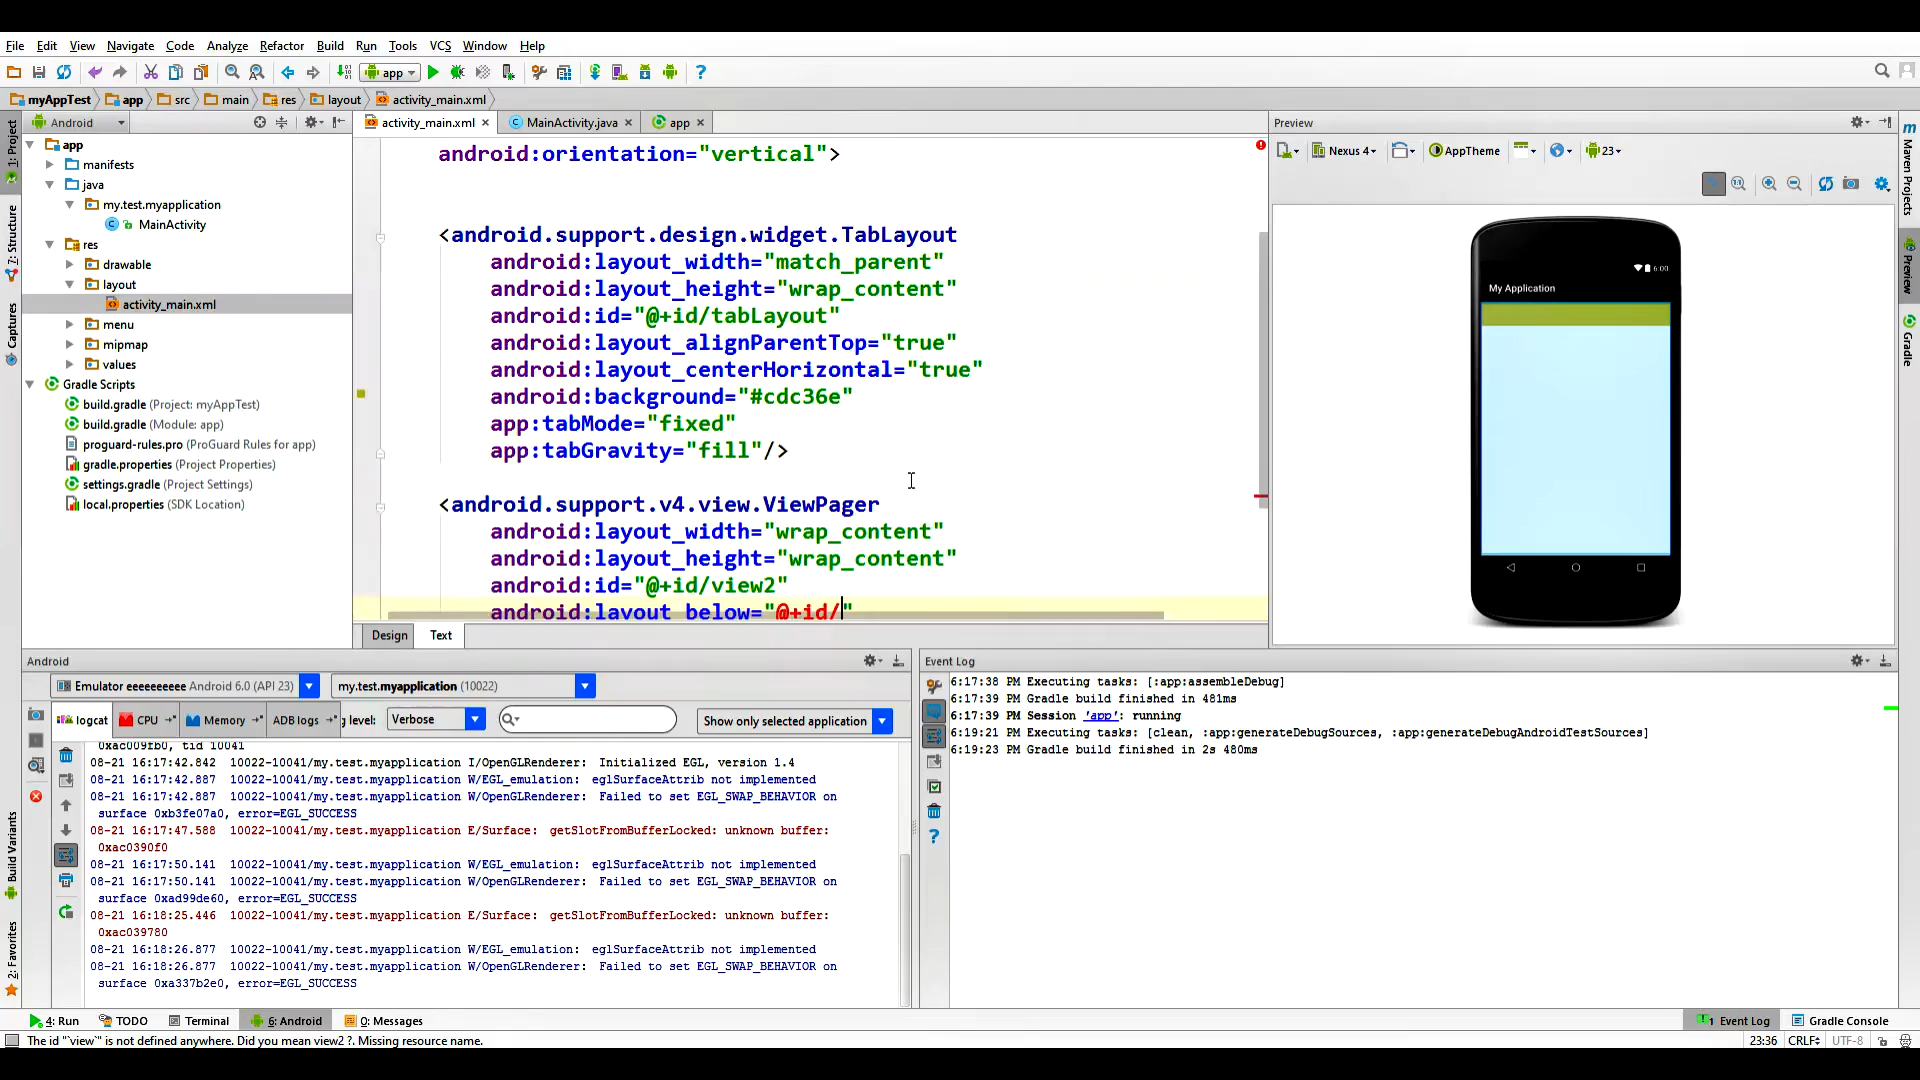 File Edit View Navigate Code Analyze Refactor Build Run Tools VCS Window Help
app
myAppTest app src main res layout activity_main.xml
Android
activity_main.xml MainActivity.java app
Preview
1: Project
7: Structure
Captures
Build Variants
2: Favorites
app
manifests
java
my.test.myapplication
MainActivity
res
drawable
layout
activity_main.xml
menu
mipmap
values
Gradle Scripts
build.gradle (Project: myAppTest)
build.gradle (Module: app)
proguard-rules.pro (ProGuard Rules for app)
gradle.properties (Project Properties)
settings.gradle (Project Settings)
local.properties (SDK Location)
android:orientation="vertical">
<android.support.design.widget.TabLayout
android:layout_width="match_parent"
android:layout_height="wrap_content"
android:id="@+id/tabLayout"
android:layout_alignParentTop="true"
android:layout_centerHorizontal="true"
android:background="#cdc36e"
app:tabMode="fixed"
app:tabGravity="fill"/>
<android.support.v4.view.ViewPager
android:layout_width="wrap_content"
android:layout_height="wrap_content"
android:id="@+id/view2"
android:layout_below="@+id/"
Design Text
Nexus 4 AppTheme 23
6:00
My Application
Maven Projects
Preview
Gradle
Android
Emulator eeeeeeeeee Android 6.0 (API 23) my.test.myapplication (10022)
logcat CPU Memory ADB logs g level: Verbose Show only selected application
0xac009fb0, tid 10041
08-21 16:17:42.842 10022-10041/my.test.myapplication I/OpenGLRenderer: Initialized EGL, version 1.4
08-21 16:17:42.887 10022-10041/my.test.myapplication W/EGL_emulation: eglSurfaceAttrib not implemented
08-21 16:17:42.887 10022-10041/my.test.myapplication W/OpenGLRenderer: Failed to set EGL_SWAP_BEHAVIOR on
surface 0xb3fe07a0, error=EGL_SUCCESS
08-21 16:17:47.588 10022-10041/my.test.myapplication E/Surface: getSlotFromBufferLocked: unknown buffer:
0xac0390f0
08-21 16:17:50.141 10022-10041/my.test.myapplication W/EGL_emulation: eglSurfaceAttrib not implemented
08-21 16:17:50.141 10022-10041/my.test.myapplication W/OpenGLRenderer: Failed to set EGL_SWAP_BEHAVIOR on
surface 0xad99de60, error=EGL_SUCCESS
08-21 16:18:25.446 10022-10041/my.test.myapplication E/Surface: getSlotFromBufferLocked: unknown buffer:
0xac039780
08-21 16:18:26.877 10022-10041/my.test.myapplication W/EGL_emulation: eglSurfaceAttrib not implemented
08-21 16:18:26.877 10022-10041/my.test.myapplication W/OpenGLRenderer: Failed to set EGL_SWAP_BEHAVIOR on
surface 0xa337b2e0, error=EGL_SUCCESS
Event Log
6:17:38 PM Executing tasks: [:app:assembleDebug]
6:17:39 PM Gradle build finished in 481ms
6:17:39 PM Session 'app': running
6:19:21 PM Executing tasks: [clean, :app:generateDebugSources, :app:generateDebugAndroidTestSources]
6:19:23 PM Gradle build finished in 2s 480ms
4: Run TODO Terminal 6: Android 0: Messages 1 Event Log Gradle Console
The id "`view`" is not defined anywhere. Did you mean view2 ?. Missing resource name. 23:36 CRLF UTF-8